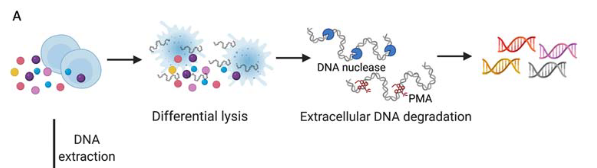 A
DNA nuclease
PMA
Differential lysis
Extracellular DNA degradation
DNA
extraction